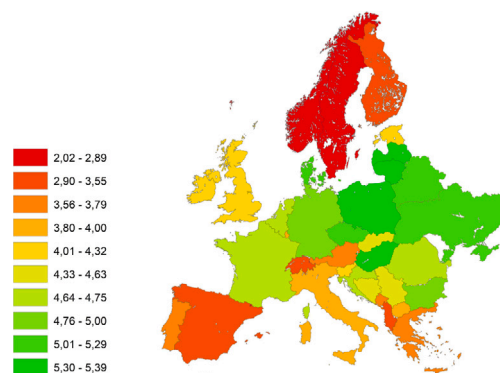 2,02 - 2,89
2,90 - 3,55
3,56 - 3,79
3,80 - 4,00
4,01 - 4,32
4,33 - 4,63
4,64 - 4,75
4,76 - 5,00
5,01 - 5,29
5,30 - 5,39